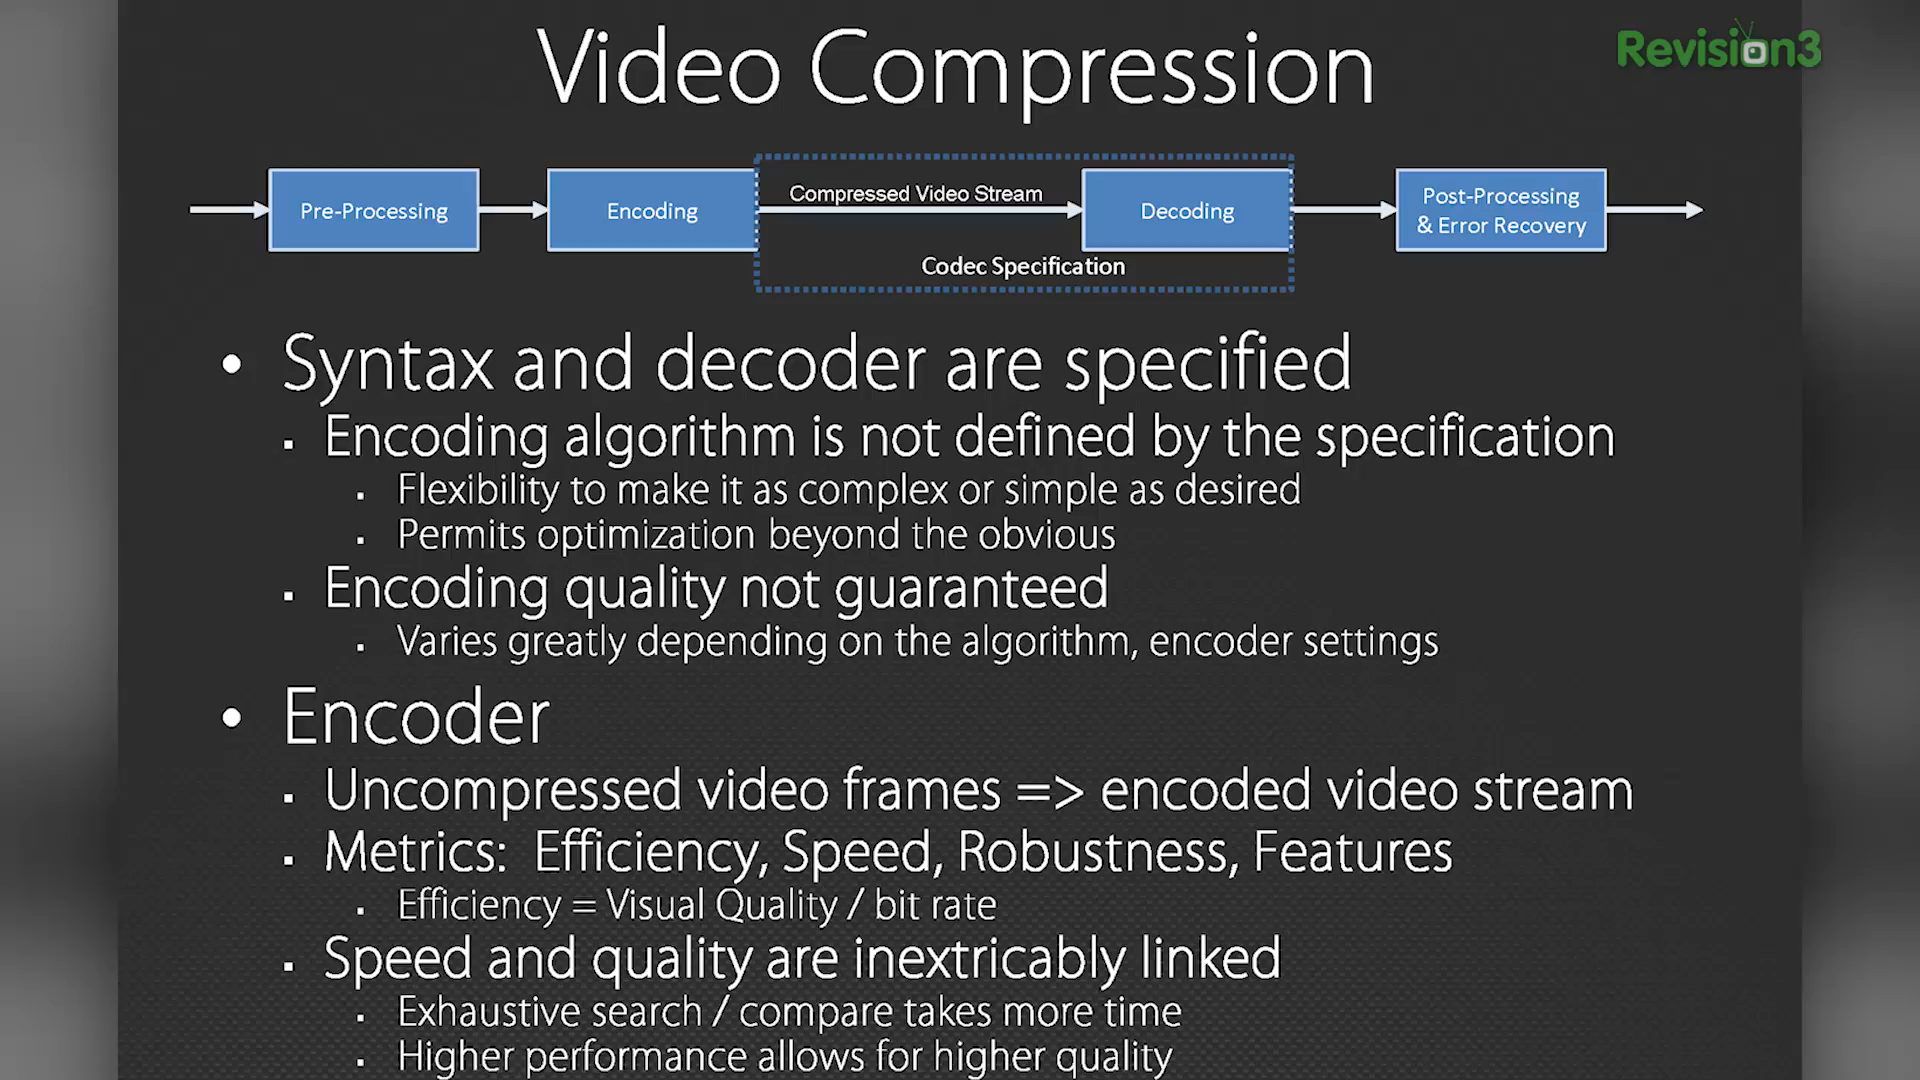 Video Compression
Revision3
Pre-Processing
Encoding
Compressed Video Stream
Decoding
Post-Processing
& Error Recovery
Codec Specification
• Syntax and decoder are specified
▪ Encoding algorithm is not defined by the specification
▪ Flexibility to make it as complex or simple as desired
▪ Permits optimization beyond the obvious
▪ Encoding quality not guaranteed
▪ Varies greatly depending on the algorithm, encoder settings
• Encoder
▪ Uncompressed video frames => encoded video stream
▪ Metrics: Efficiency, Speed, Robustness, Features
▪ Efficiency = Visual Quality / bit rate
▪ Speed and quality are inextricably linked
▪ Exhaustive search / compare takes more time
▪ Higher performance allows for higher quality